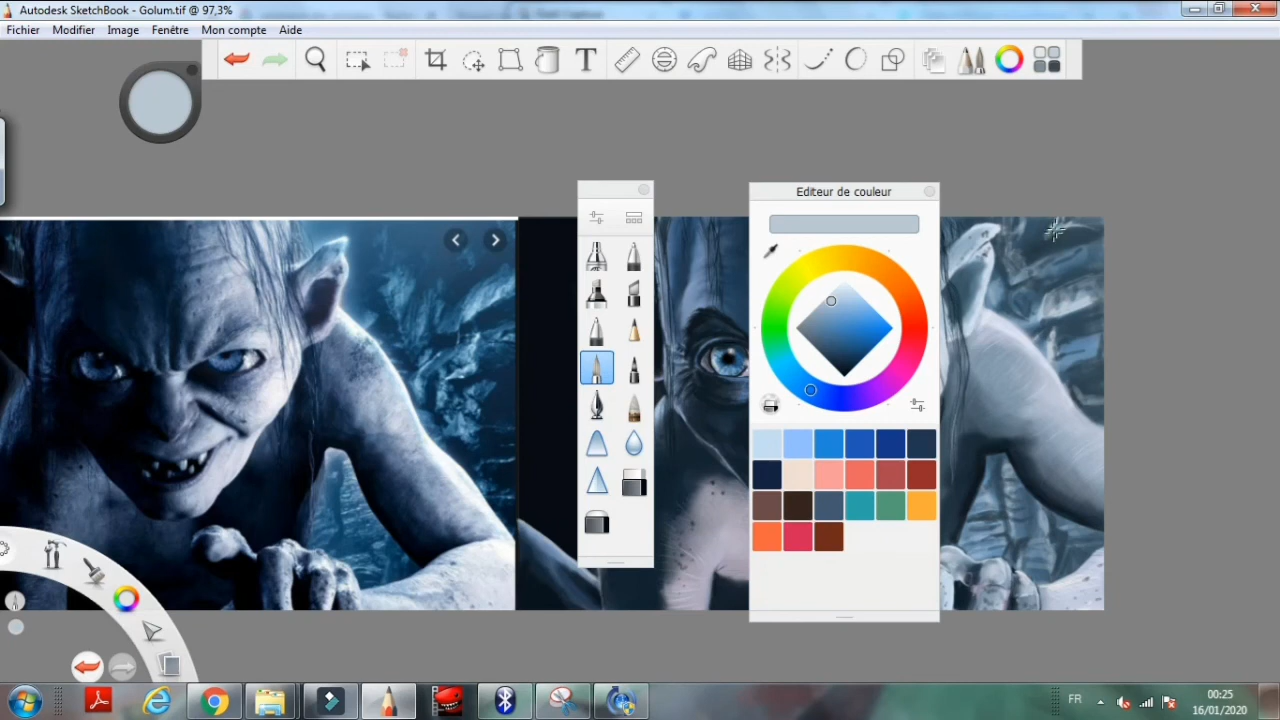 Autodesk SketchBook - Golum.tif @ 97,3%
Fichier Modifier Image Fenêtre Mon compte Aide
Editeur de couleur
FR
00:25
16/01/2020